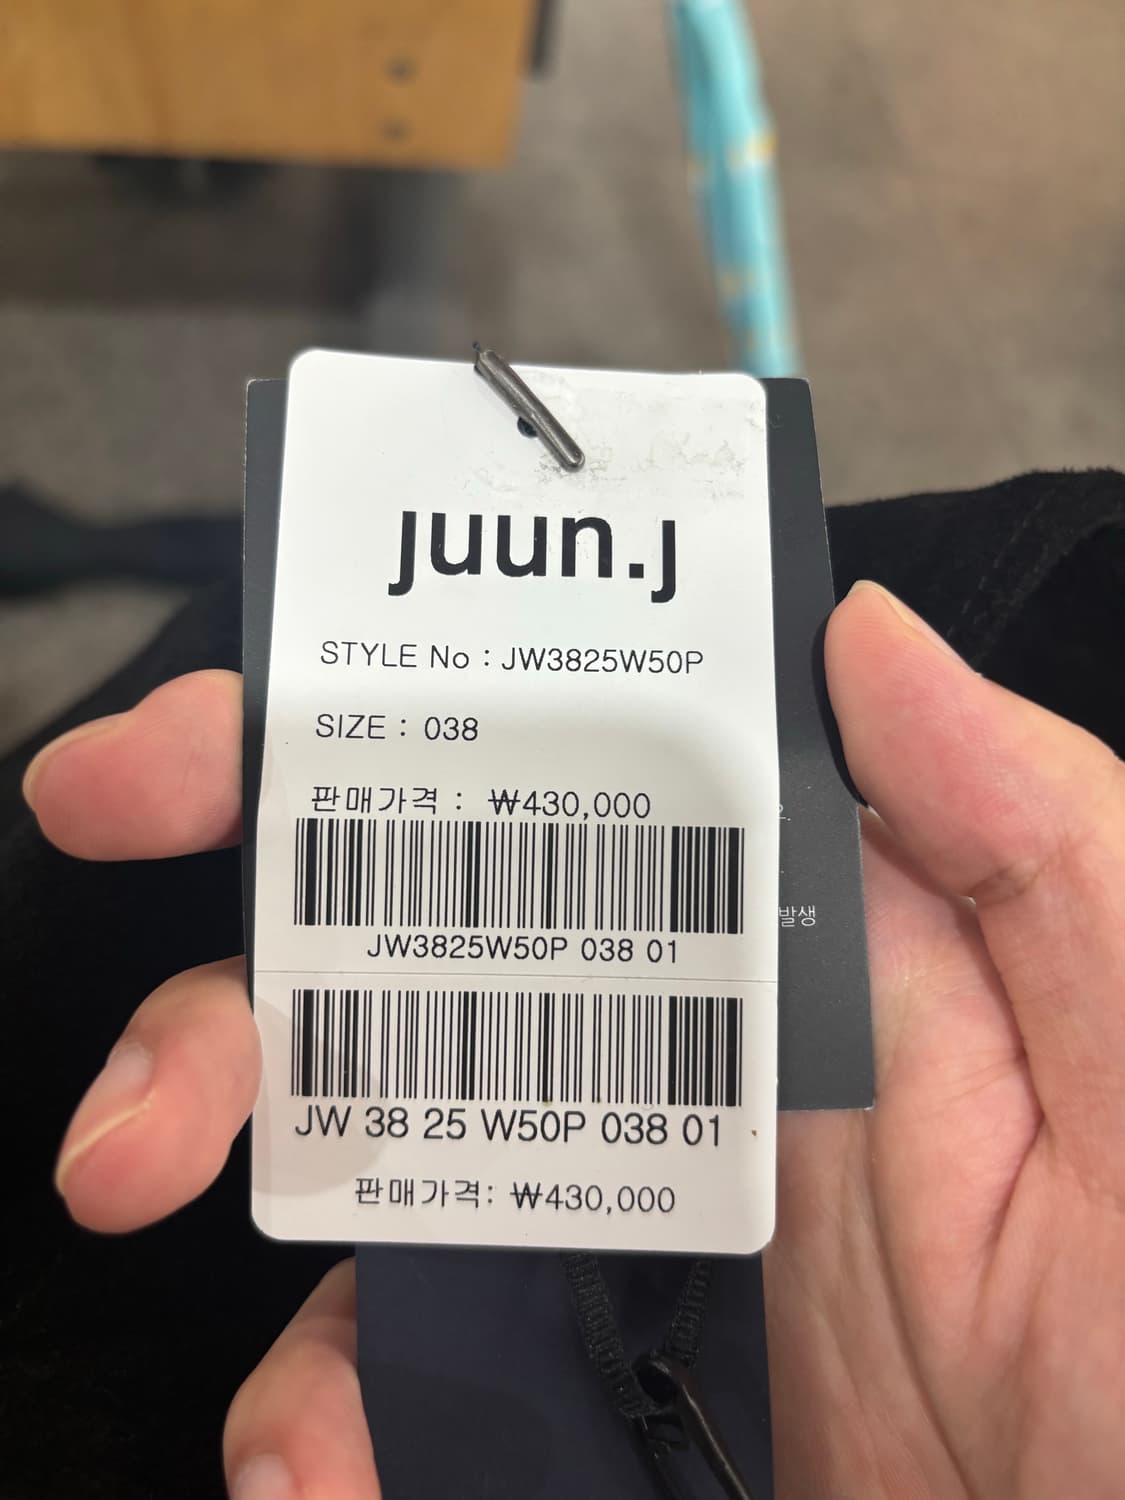 juun.j
STYLE No : JW3825W50P
SIZE : 038
판매가격 : ₩430,000
JW3825W50P 038 01
JW 38 25 W50P 038 01
판매가격: ₩430,000
발생